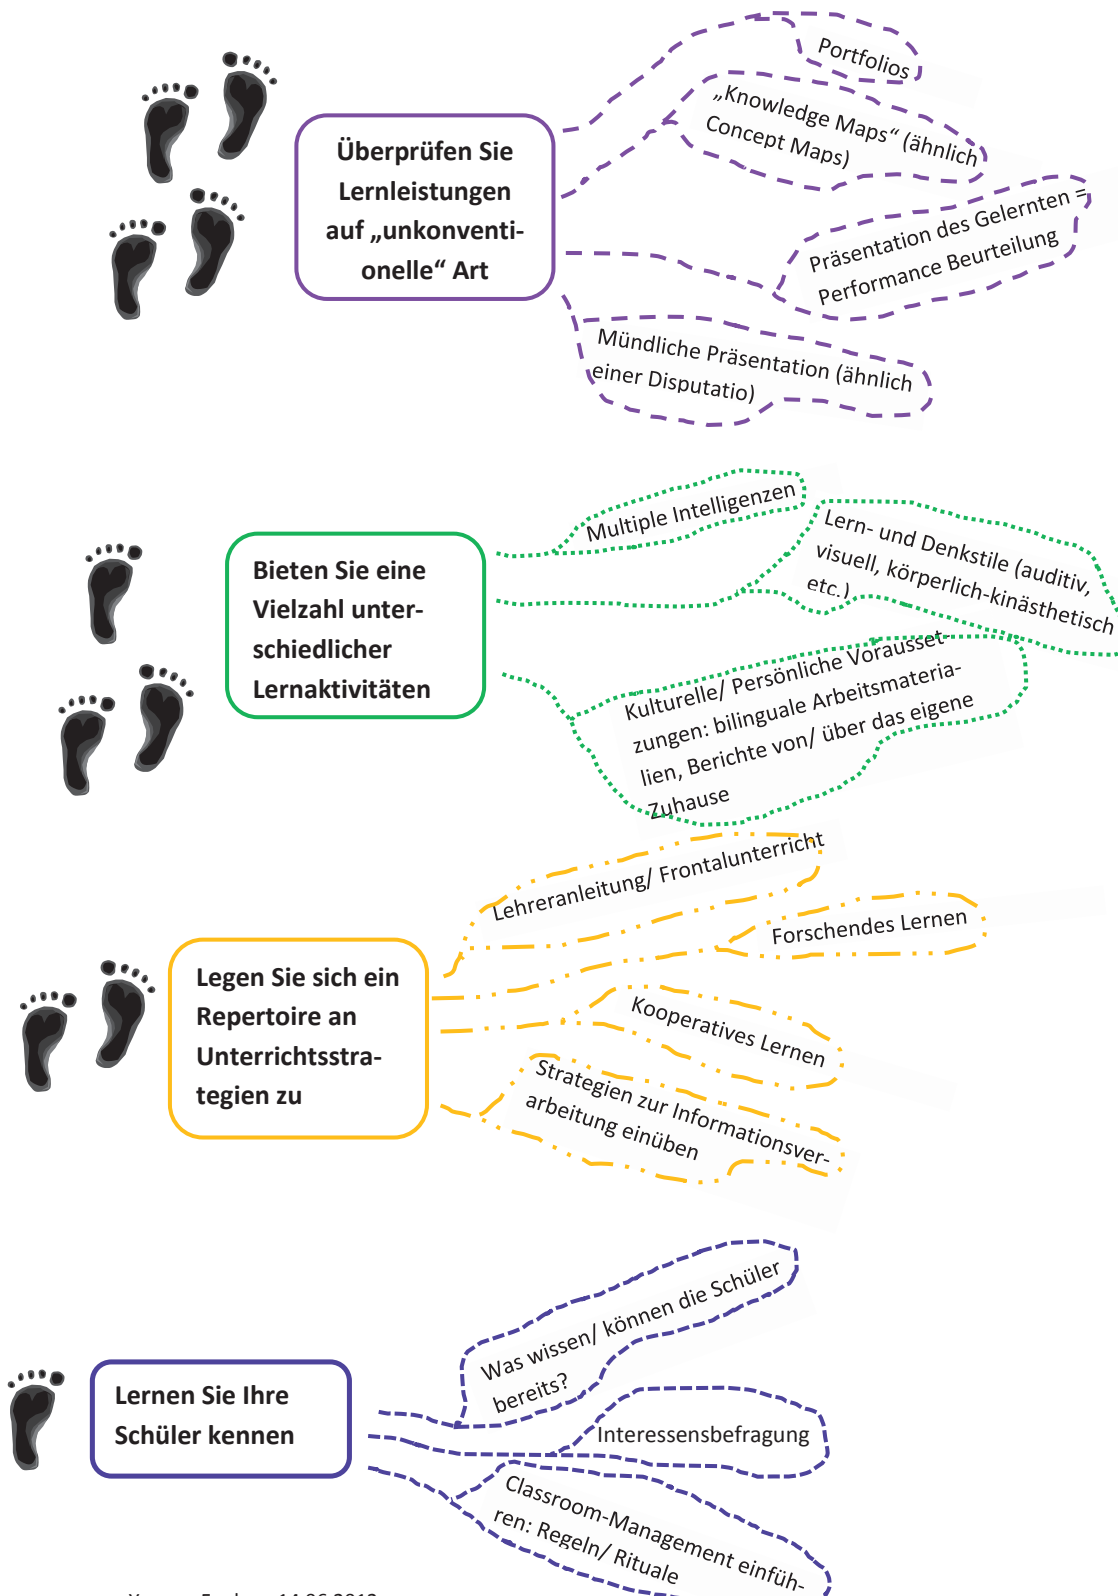 Portfolios
„Knowledge Maps“ (ähnlich
Concept Maps)
Überprüfen Sie
Lernleistungen
auf „unkonventi-
onelle“ Art
Präsentation des Gelernten =
Performance Beurteilung
Mündliche Präsentation (ähnlich
einer Disputatio)
Multiple Intelligenzen
Lern- und Denkstile (auditiv,
visuell, körperlich-kinästhetisch
etc.)
Bieten Sie eine
Vielzahl unter-
schiedlicher
Lernaktivitäten
Kulturelle/ Persönliche Vorausset-
zungen: bilinguale Arbeitsmateria-
lien, Berichte von/ über das eigene
Zuhause
Lehreranleitung/ Frontalunterricht
Forschendes Lernen
Legen Sie sich ein
Repertoire an
Unterrichtsstra-
tegien zu
Kooperatives Lernen
Strategien zur Informationsver-
arbeitung einüben
Was wissen/ können die Schüler
bereits?
Lernen Sie Ihre
Schüler kennen
Interessensbefragung
Classroom-Management einfüh-
ren: Regeln/ Rituale